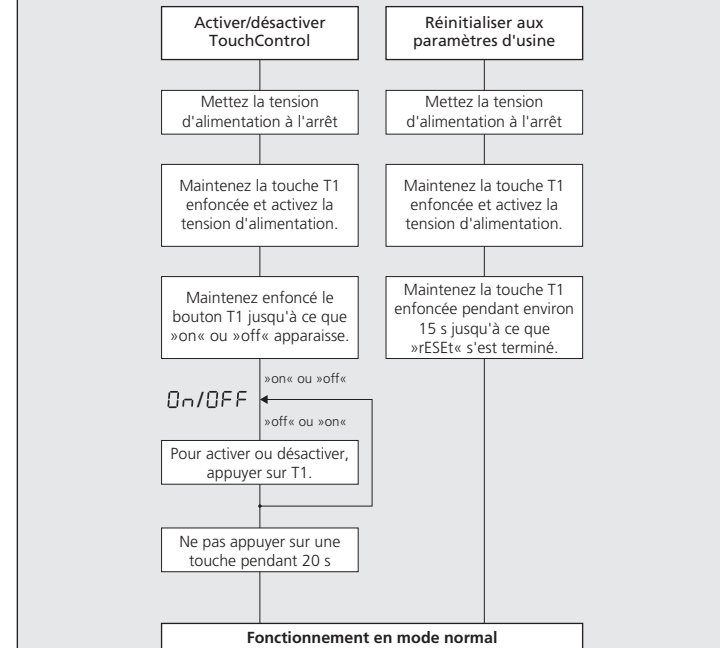 Activer/désactiver
TouchControl
Mettez la tension
d'alimentation à l'arrêt
Maintenez la touche T1
enfoncée et activez la
tension d'alimentation.
Maintenez enfoncé le
bouton T1 jusqu'à ce que
»on« ou »off« apparaisse.
»on« ou »off«
On/OFF
»off« ou »on«
Pour activer ou désactiver,
appuyer sur T1.
Ne pas appuyer sur une
touche pendant 20 s
Réinitialiser aux
paramètres d'usine
Mettez la tension
d'alimentation à l'arrêt
Maintenez la touche T1
enfoncée et activez la
tension d'alimentation.
Maintenez la touche T1
enfoncée pendant environ
15 s jusqu'à ce que
»rESEt« s'est terminé.
Fonctionnement en mode normal